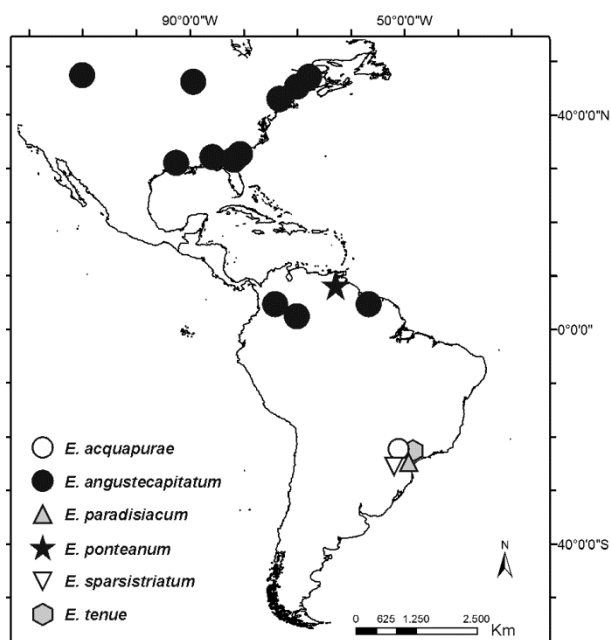 90°0'0"W 50°0'0"W
40°0'0"N
0°0'0"
40°0'0"S
E. acquapurae
E. angustecapitatum
E. paradisiacum
E. ponteanum
E. sparsistriatum
E. tenue
N
0 625 1.250 2.500
Km